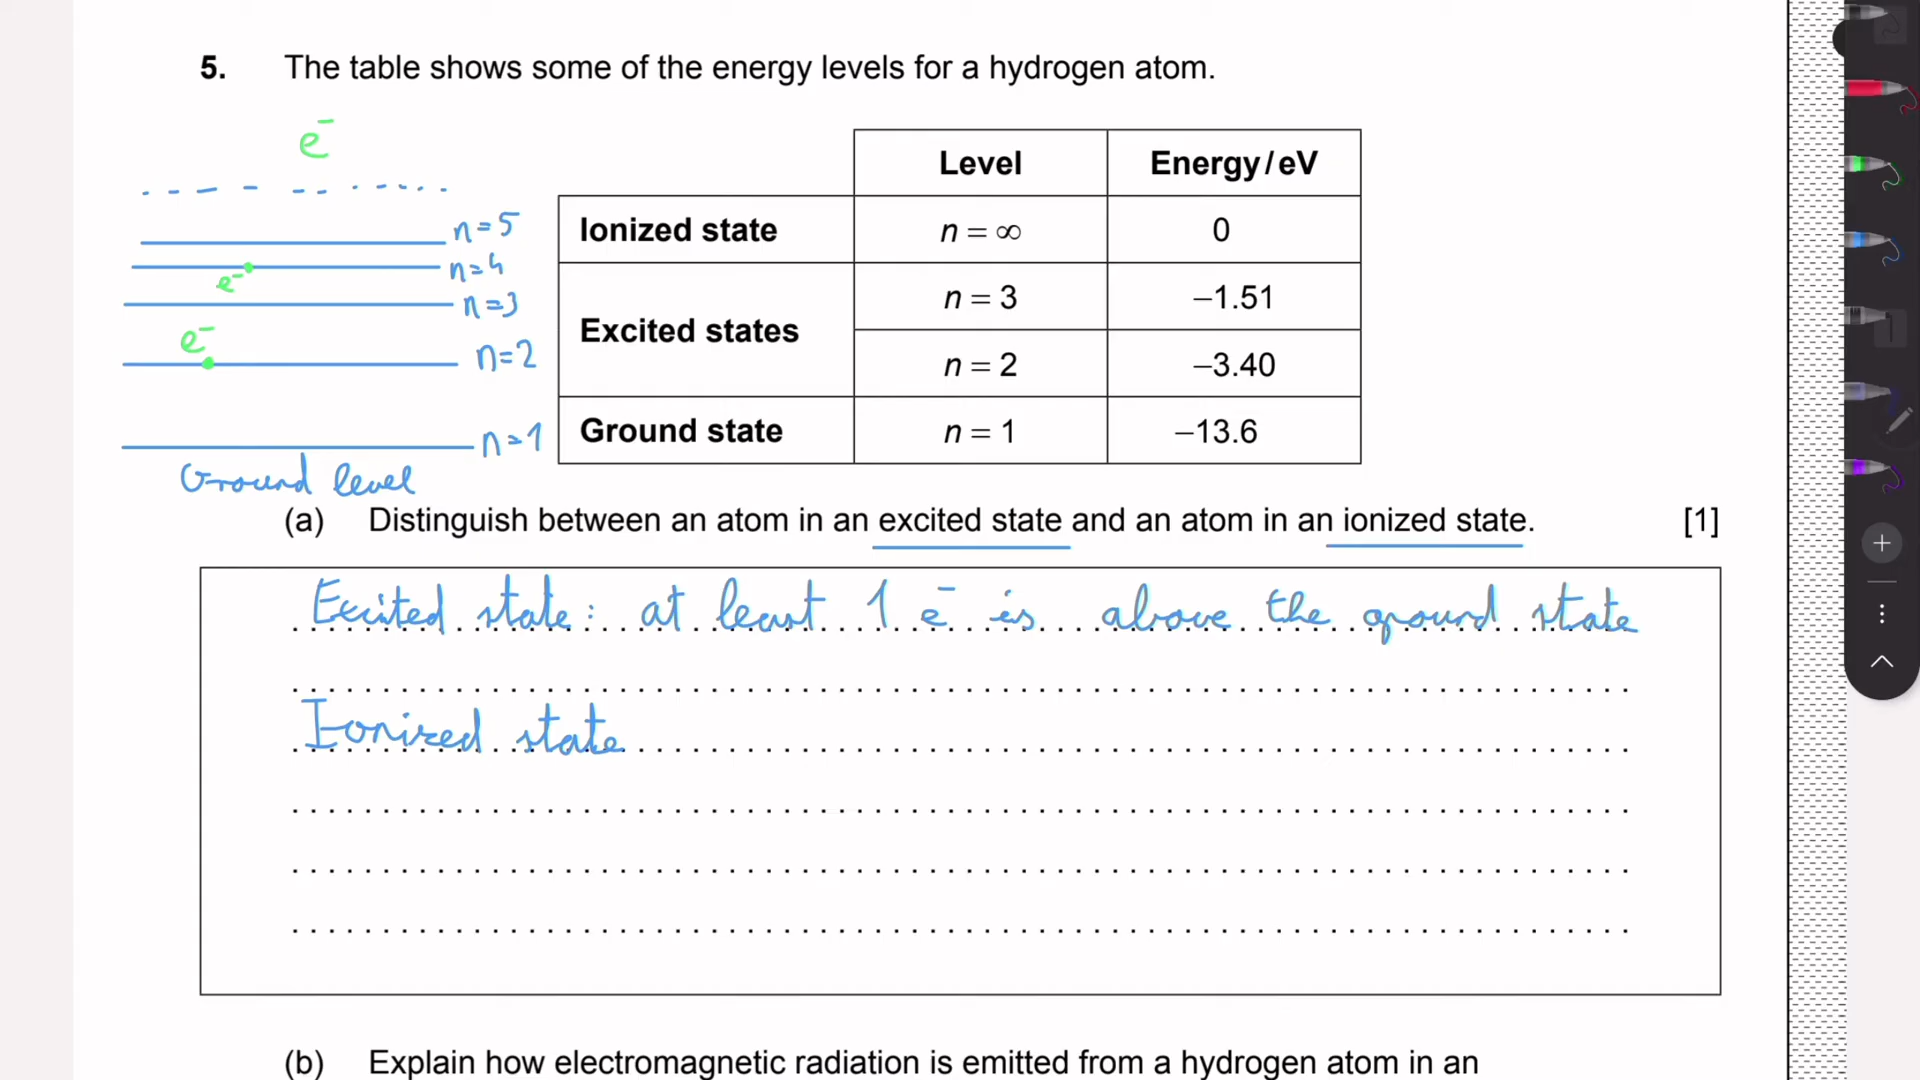 5. The table shows some of the energy levels for a hydrogen atom.
e⁻
Level Energy/eV
Ionized state n = ∞ 0
Excited states n = 3 –1.51
n = 2 –3.40
Ground state n = 1 –13.6
n=5
n=4
e⁻
n=3
e⁻
n=2
n=1
Ground level
(a) Distinguish between an atom in an excited state and an atom in an ionized state. [1]
Excited state: at least 1 e⁻ is above the ground state
Ionized state
(b) Explain how electromagnetic radiation is emitted from a hydrogen atom in an